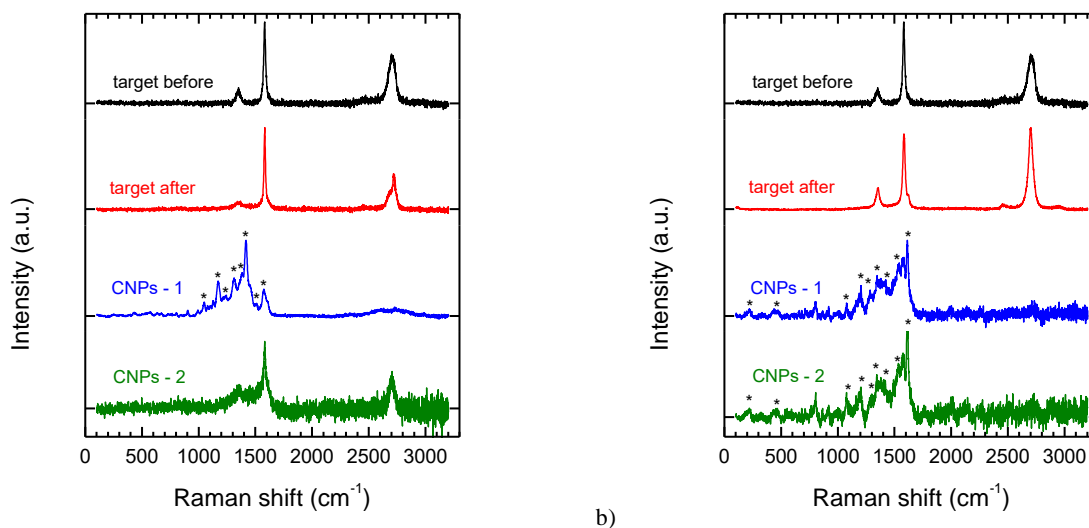 target before
target after
*
*
*
*
*
*
*
*
CNPs - 1
CNPs - 2
Intensity (a.u.)
0 500 1000 1500 2000 2500 3000
Raman shift (cm⁻¹)
b)
target before
target after
CNPs - 1
* * * * * * * * *
CNPs - 2
* * * * * * * * *
Intensity (a.u.)
0 500 1000 1500 2000 2500 3000
Raman shift (cm⁻¹)